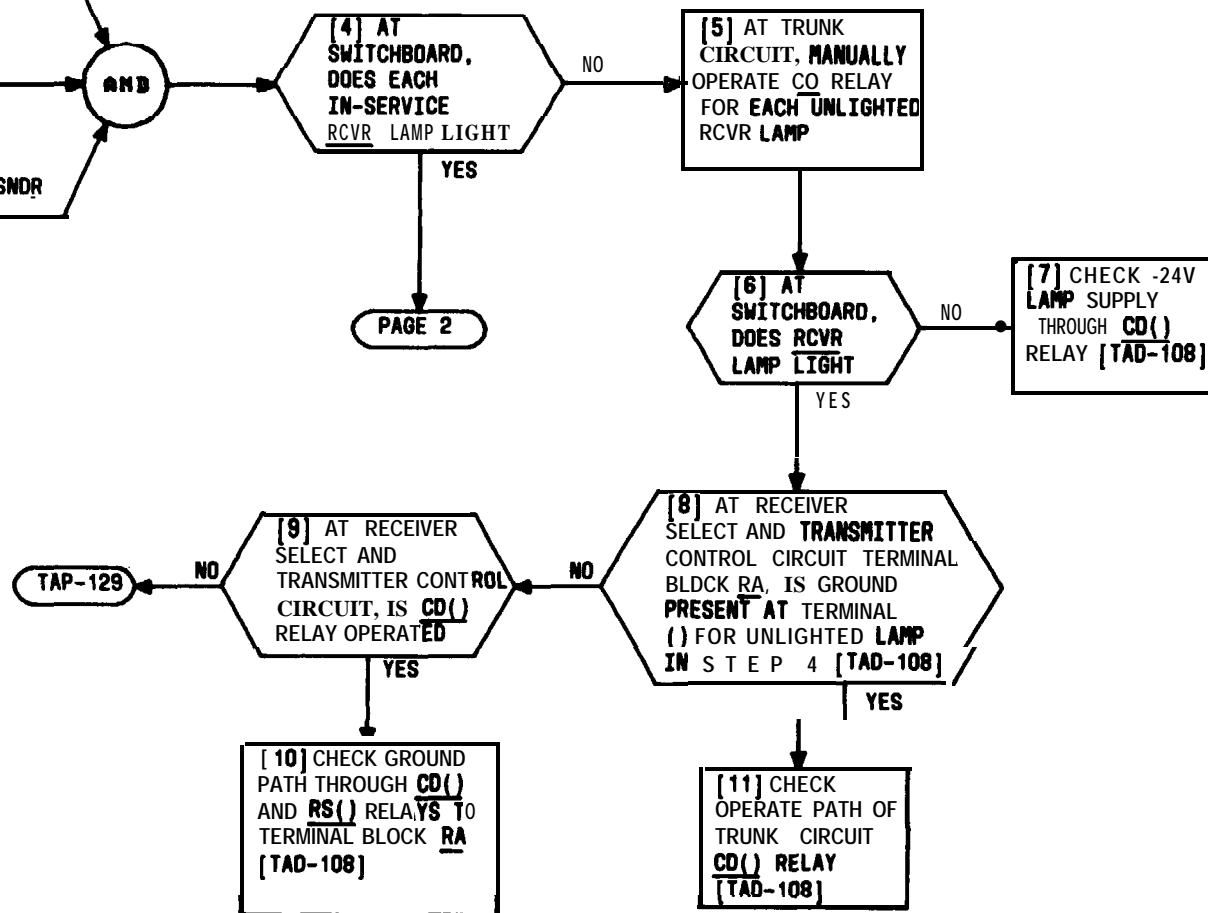 AND
SNDR
[4] AT
SWITCHBOARD,
DOES EACH
IN-SERVICE
RCVR LAMP LIGHT
NO
YES
PAGE 2
[5] AT TRUNK
CIRCUIT, MANUALLY
OPERATE CO RELAY
FOR EACH UNLIGHTED
RCVR LAMP
[6] AT
SWITCHBOARD,
DOES RCVR
LAMP LIGHT
NO
YES
[7] CHECK -24V
LAMP SUPPLY
THROUGH CD()
RELAY [TAD-108]
[8] AT RECEIVER
SELECT AND TRANSMITTER
CONTROL CIRCUIT TERMINAL
BLDCK RA, IS GROUND
PRESENT AT TERMINAL
() FOR UNLIGHTED LAMP
IN STEP 4 [TAD-108]
NO
YES
[9] AT RECEIVER
SELECT AND
TRANSMITTER CONTROL
CIRCUIT, IS CD()
RELAY OPERATED
NO
YES
TAP-129
[10] CHECK GROUND
PATH THROUGH CD()
AND RS() RELAYS TO
TERMINAL BLOCK RA
[TAD-108]
[11] CHECK
OPERATE PATH OF
TRUNK CIRCUIT
CD() RELAY
[TAD-108]